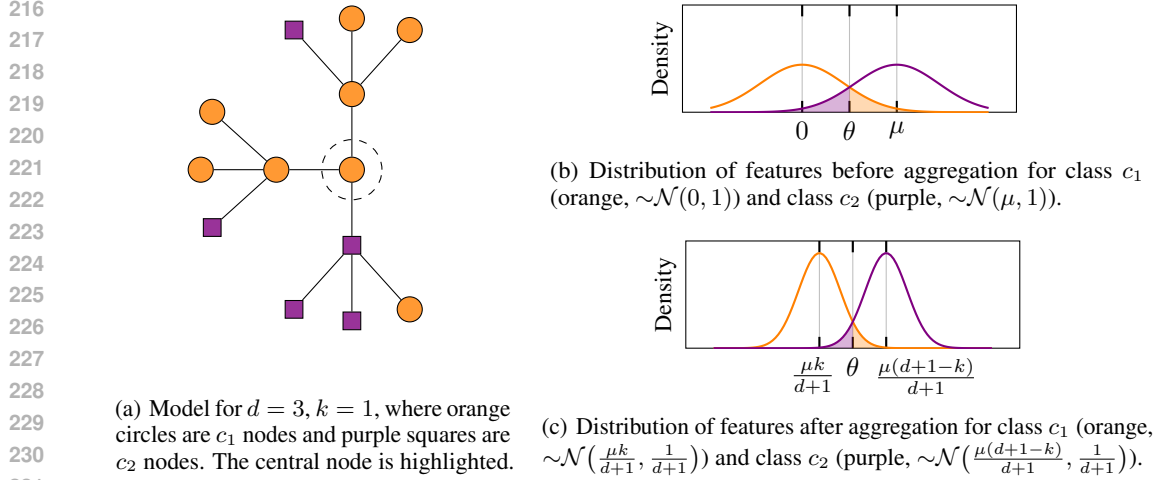 216
217
218
219
220
221
222
223
224
225
226
227
228
229
230
(a) Model for d = 3, k = 1, where orange
circles are c₁ nodes and purple squares are
c₂ nodes. The central node is highlighted.
Density
0 θ μ
(b) Distribution of features before aggregation for class c₁
(orange, ∼𝒩(0, 1)) and class c₂ (purple, ∼𝒩(μ, 1)).
Density
μk/d+1 θ μ(d+1−k)/d+1
(c) Distribution of features after aggregation for class c₁ (orange,
∼𝒩(μk/d+1, 1/d+1)) and class c₂ (purple, ∼𝒩(μ(d+1−k)/d+1, 1/d+1)).